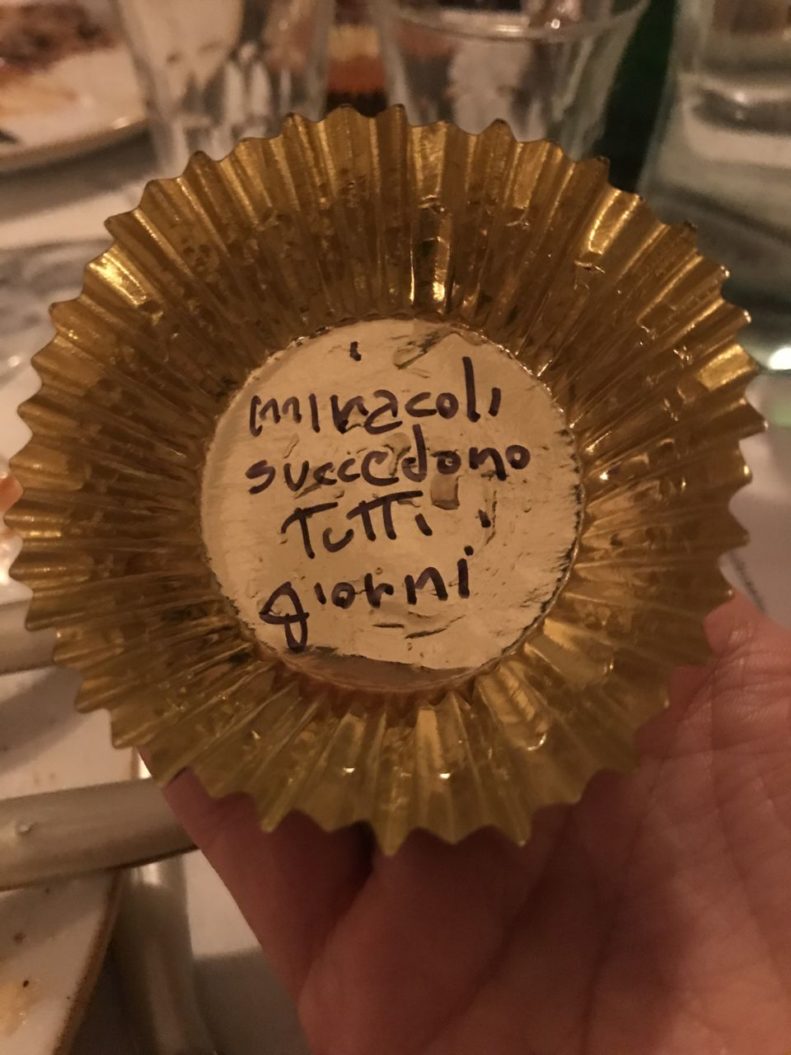 i
miracoli
succedono
Tutti i
giorni